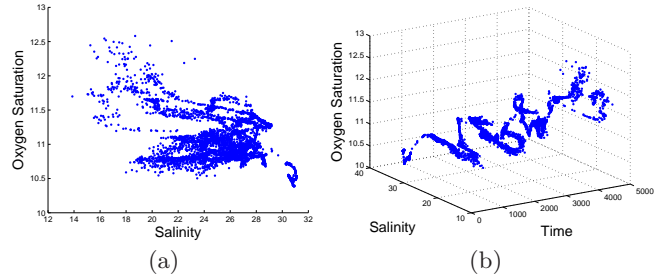 13
12.5
12
11.5
11
10.5
10
12 14 16 18 20 22 24 26 28 30 32
Oxygen Saturation
Salinity
(a)
13
12.5
12
11.5
11
10.5
10
40
30
20
10
0 1000 2000 3000 4000 5000
Oxygen Saturation
Salinity
Time
(b)